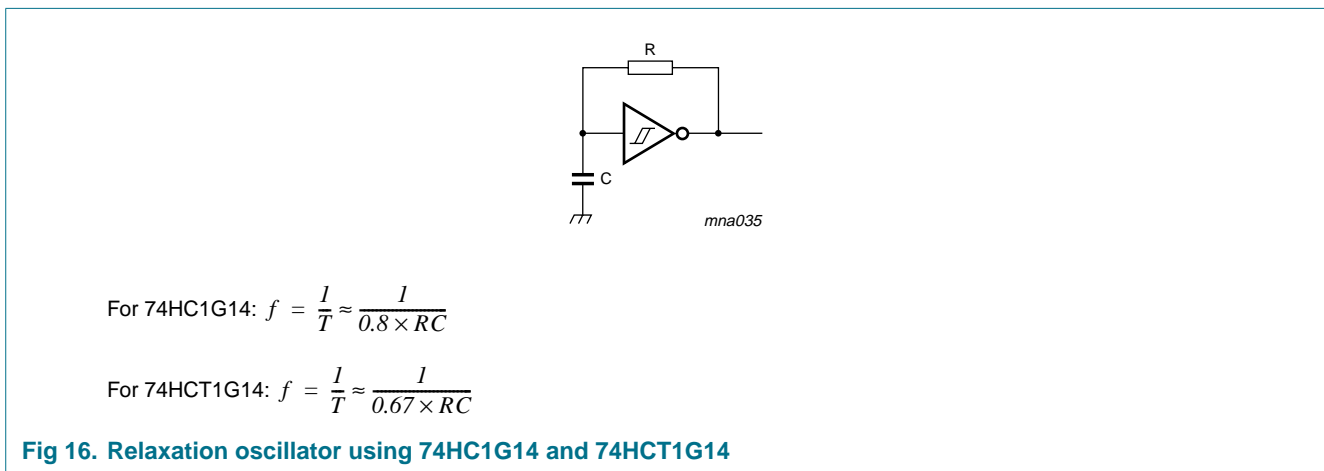 R
C
mna035
For 74HC1G14: f = 1/T ≈ 1/(0.8 × RC)
For 74HCT1G14: f = 1/T ≈ 1/(0.67 × RC)
Fig 16. Relaxation oscillator using 74HC1G14 and 74HCT1G14